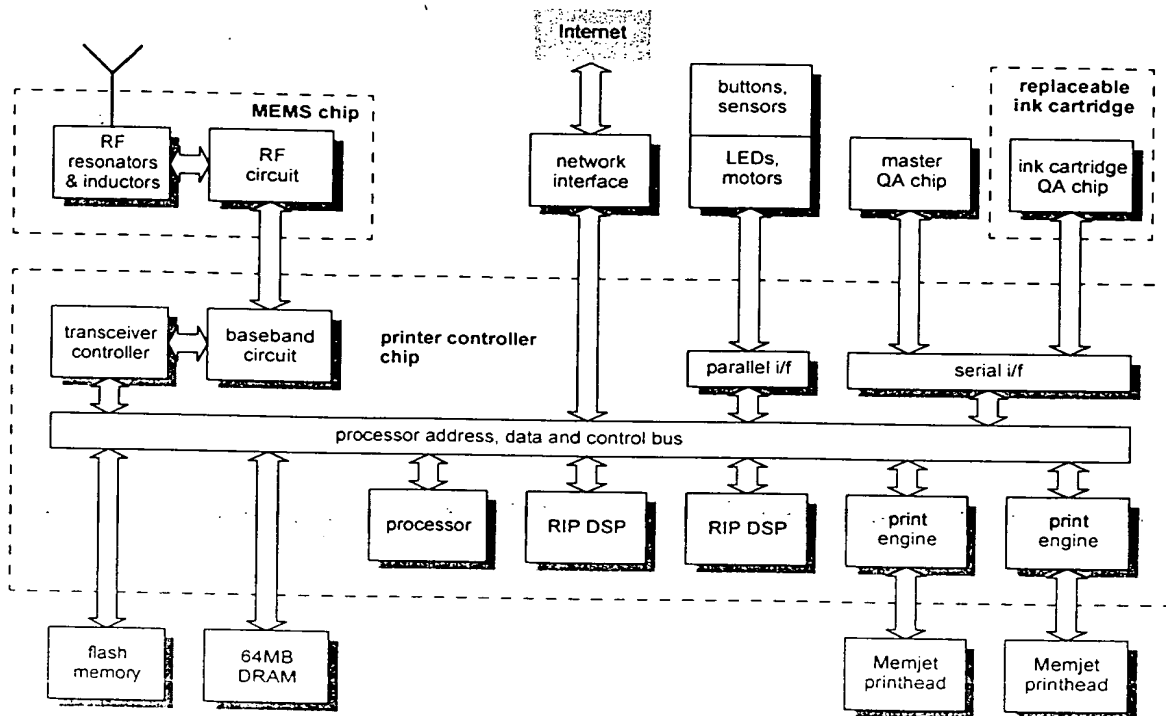 Internet
MEMS chip
RF
resonators
& inductors
RF
circuit
network
interface
buttons,
sensors
LEDs,
motors
master
QA chip
replaceable
ink cartridge
ink cartridge
QA chip
transceiver
controller
baseband
circuit
printer controller
chip
parallel i/f
serial i/f
processor address, data and control bus
processor
RIP DSP
RIP DSP
print
engine
print
engine
flash
memory
64MB
DRAM
Memjet
printhead
Memjet
printhead